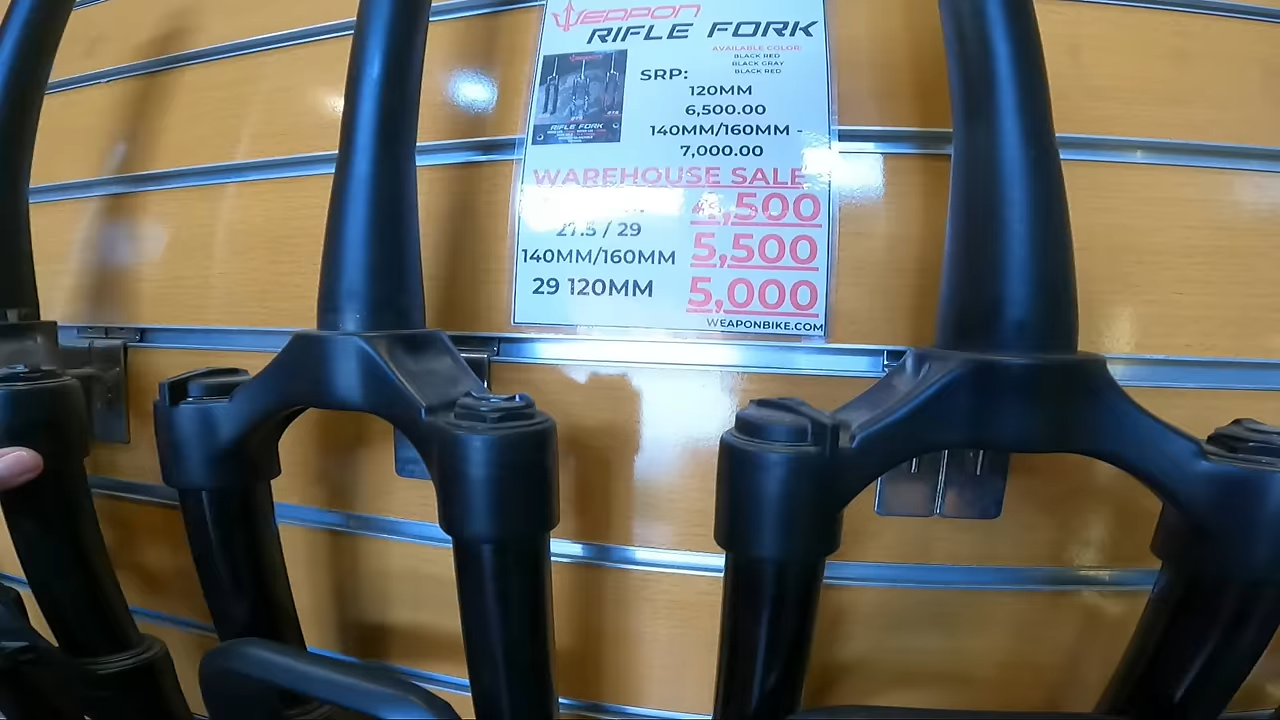 WEAPON
RIFLE FORK
AVAILABLE COLOR:
BLACK RED
BLACK GRAY
BLACK RED
SRP:
120MM
6,500.00
140MM/160MM -
7,000.00
RIFLE FORK
WAREHOUSE SALE
4,500
27.5 / 29
140MM/160MM 5,500
29 120MM 5,000
WEAPONBIKE.COM